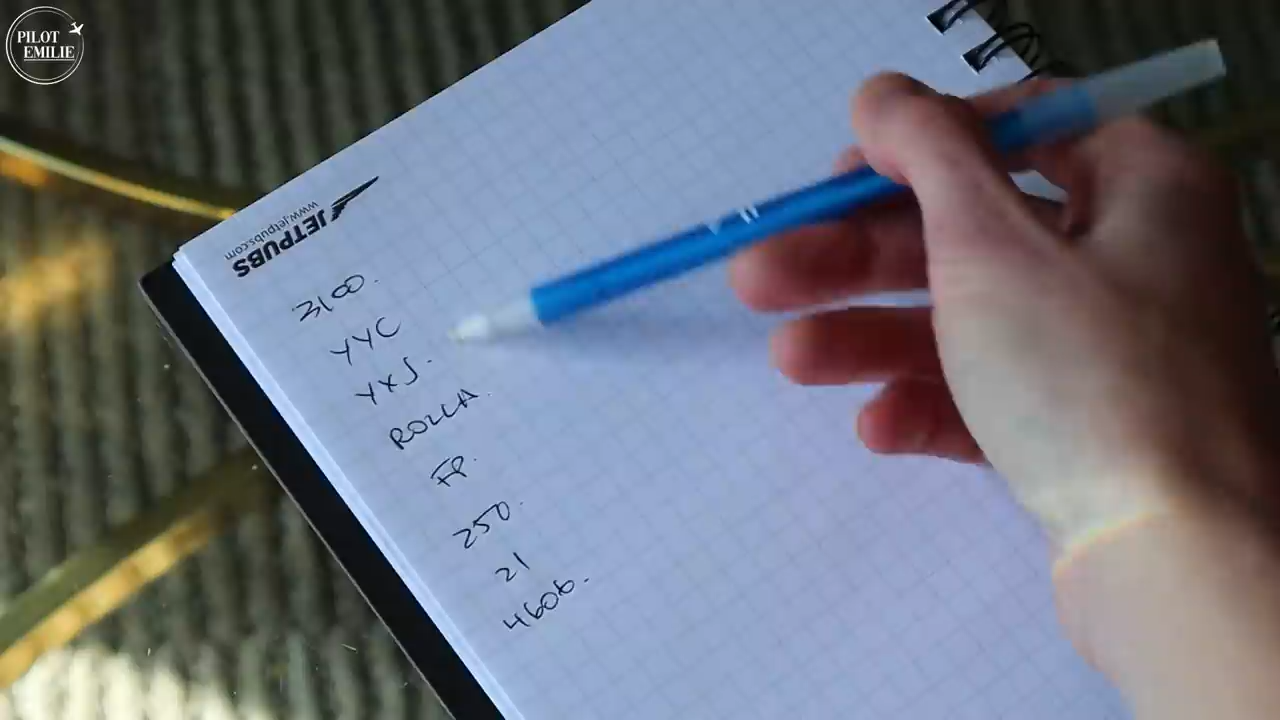 PILOT
EMILIE
www.jetpubs.com
JETPUBS
3100.
YYC
YXJ.
ROLLA.
FP.
250.
21
4606.